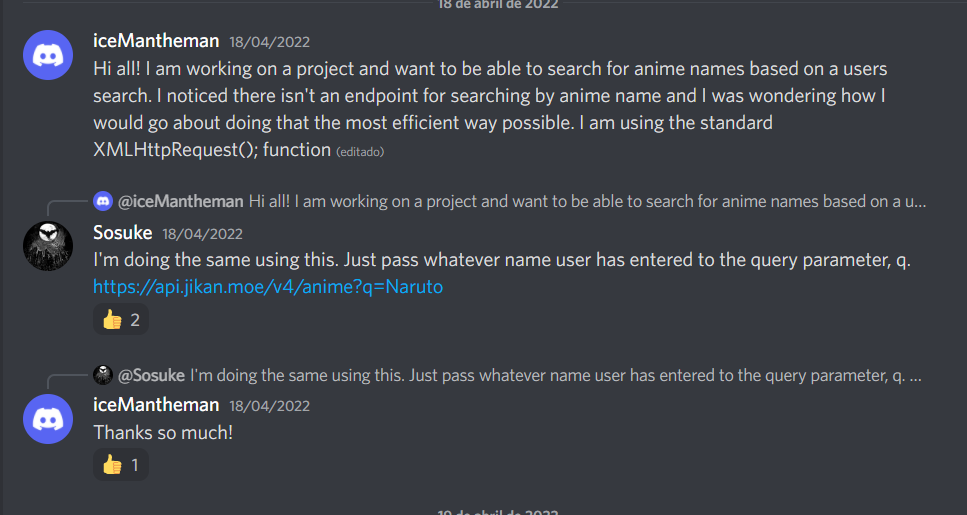 18 de abril de 2022
iceMantheman 18/04/2022
Hi all! I am working on a project and want to be able to search for anime names based on a users
search. I noticed there isn't an endpoint for searching by anime name and I was wondering how I
would go about doing that the most efficient way possible. I am using the standard
XMLHttpRequest(); function (editado)
@iceMantheman Hi all! I am working on a project and want to be able to search for anime names based on a u...
Sosuke 18/04/2022
I'm doing the same using this. Just pass whatever name user has entered to the query parameter, q.
https://api.jikan.moe/v4/anime?q=Naruto
👍 2
@Sosuke I'm doing the same using this. Just pass whatever name user has entered to the query parameter, q. ...
iceMantheman 18/04/2022
Thanks so much!
👍 1
19 de abril de 2022